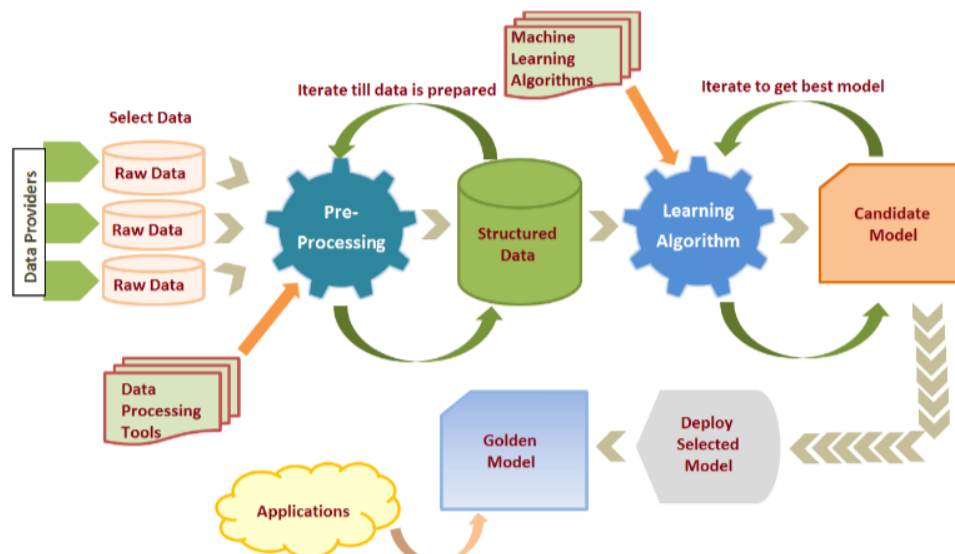 Machine
Learning
Algorithms
Iterate till data is prepared
Iterate to get best model
Select Data
Data Providers
Raw Data
Raw Data
Raw Data
Pre-
Processing
Structured
Data
Learning
Algorithm
Candidate
Model
Data
Processing
Tools
Golden
Model
Deploy
Selected
Model
Applications